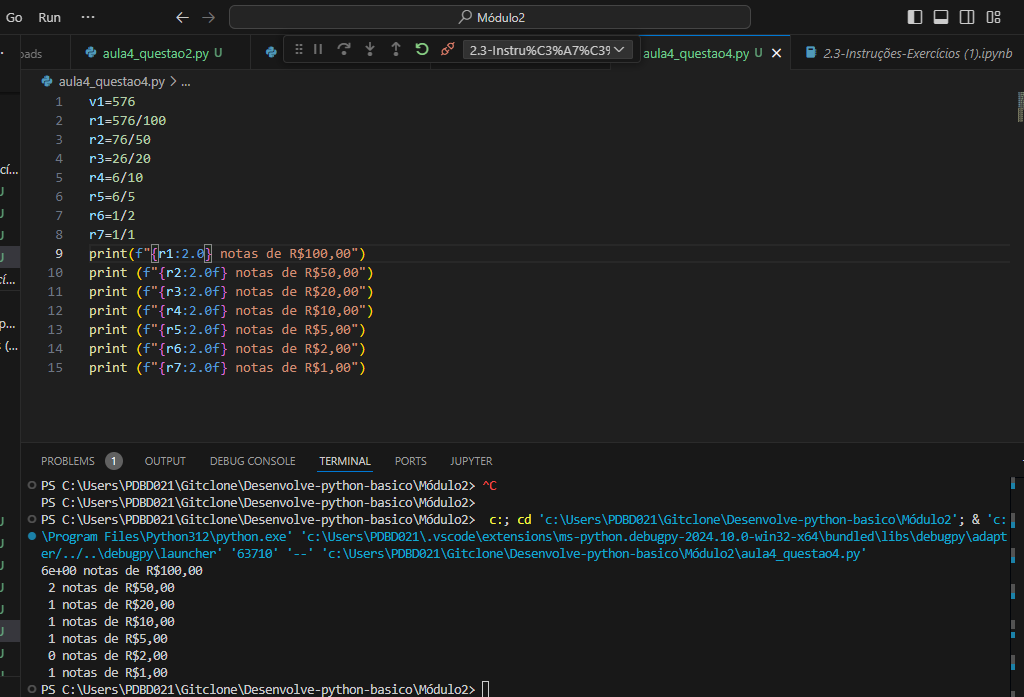 Go Run ··· Módulo2
oads aula4_questao2.py U 2.3-Instru%C3%A7%C3% aula4_questao4.py U 2.3-Instruções-Exercícios (1).ipynb
aula4_questao4.py > ...
1 v1=576
2 r1=576/100
3 r2=76/50
4 r3=26/20
5 r4=6/10
6 r5=6/5
7 r6=1/2
8 r7=1/1
9 print(f"{r1:2.0} notas de R$100,00")
10 print (f"{r2:2.0f} notas de R$50,00")
11 print (f"{r3:2.0f} notas de R$20,00")
12 print (f"{r4:2.0f} notas de R$10,00")
13 print (f"{r5:2.0f} notas de R$5,00")
14 print (f"{r6:2.0f} notas de R$2,00")
15 print (f"{r7:2.0f} notas de R$1,00")
PROBLEMS 1 OUTPUT DEBUG CONSOLE TERMINAL PORTS JUPYTER
PS C:\Users\PDBD021\Gitclone\Desenvolve-python-basico\Módulo2> ^C
PS C:\Users\PDBD021\Gitclone\Desenvolve-python-basico\Módulo2>
PS C:\Users\PDBD021\Gitclone\Desenvolve-python-basico\Módulo2> c:; cd 'c:\Users\PDBD021\Gitclone\Desenvolve-python-basico\Módulo2'; & 'c:
\Program Files\Python312\python.exe' 'c:\Users\PDBD021\.vscode\extensions\ms-python.debugpy-2024.10.0-win32-x64\bundled\libs\debugpy\adapt
er/../..\debugpy\launcher' '63710' '--' 'c:\Users\PDBD021\Gitclone\Desenvolve-python-basico\Módulo2\aula4_questao4.py'
6e+00 notas de R$100,00
2 notas de R$50,00
1 notas de R$20,00
1 notas de R$10,00
1 notas de R$5,00
0 notas de R$2,00
1 notas de R$1,00
PS C:\Users\PDBD021\Gitclone\Desenvolve-python-basico\Módulo2>